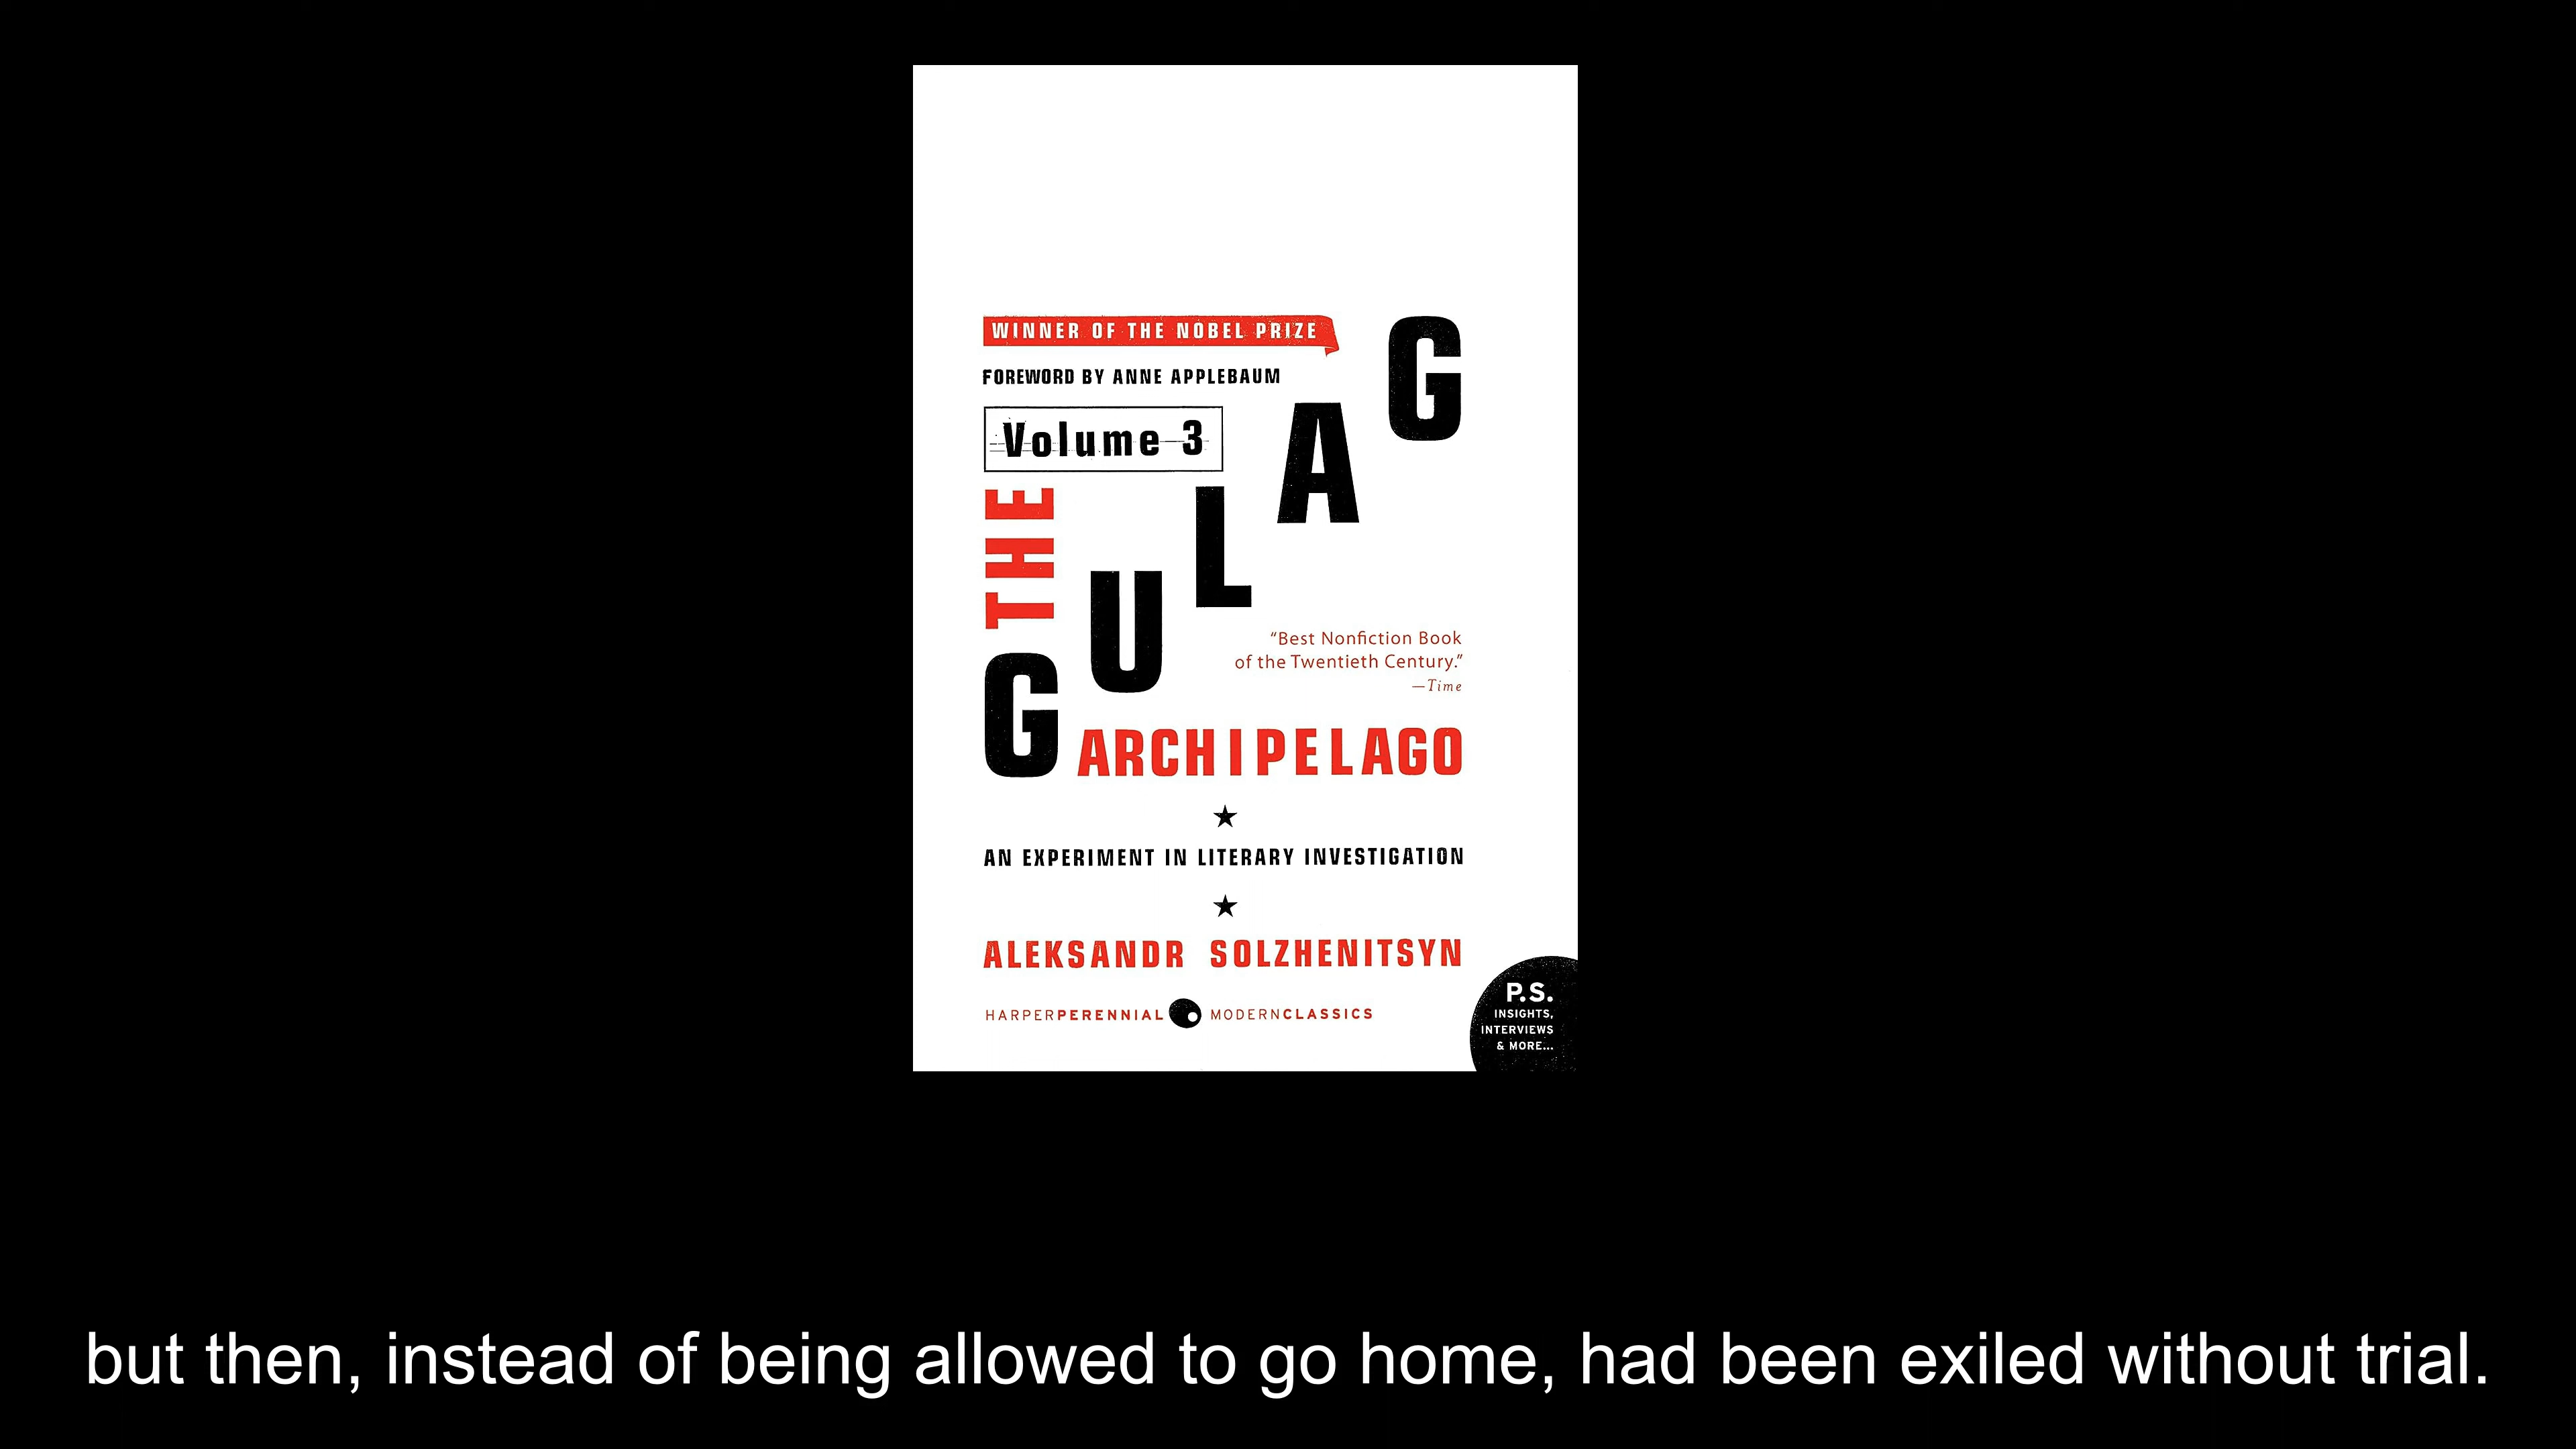 WINNER OF THE NOBEL PRIZE
FOREWORD BY ANNE APPLEBAUM
Volume 3
THE
GULAG
"Best Nonfiction Book
of the Twentieth Century."
—Time
ARCHIPELAGO
AN EXPERIMENT IN LITERARY INVESTIGATION
ALEKSANDR SOLZHENITSYN
HARPERPERENNIAL MODERNCLASSICS
P.S.
INSIGHTS,
INTERVIEWS
& MORE...
but then, instead of being allowed to go home, had been exiled without trial.